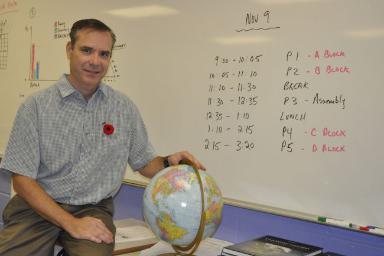 Nov 9
9:00 - 10:05 P1 - A Block
10:05 - 11:10 P2 - B Block
11:10 - 11:30 BREAK
11:30 - 12:35 P3 - Assembly
12:35 - 1:10 LUNCH
1:10 - 2:15 P4 - C Block
2:15 - 3:20 P5 - D Block